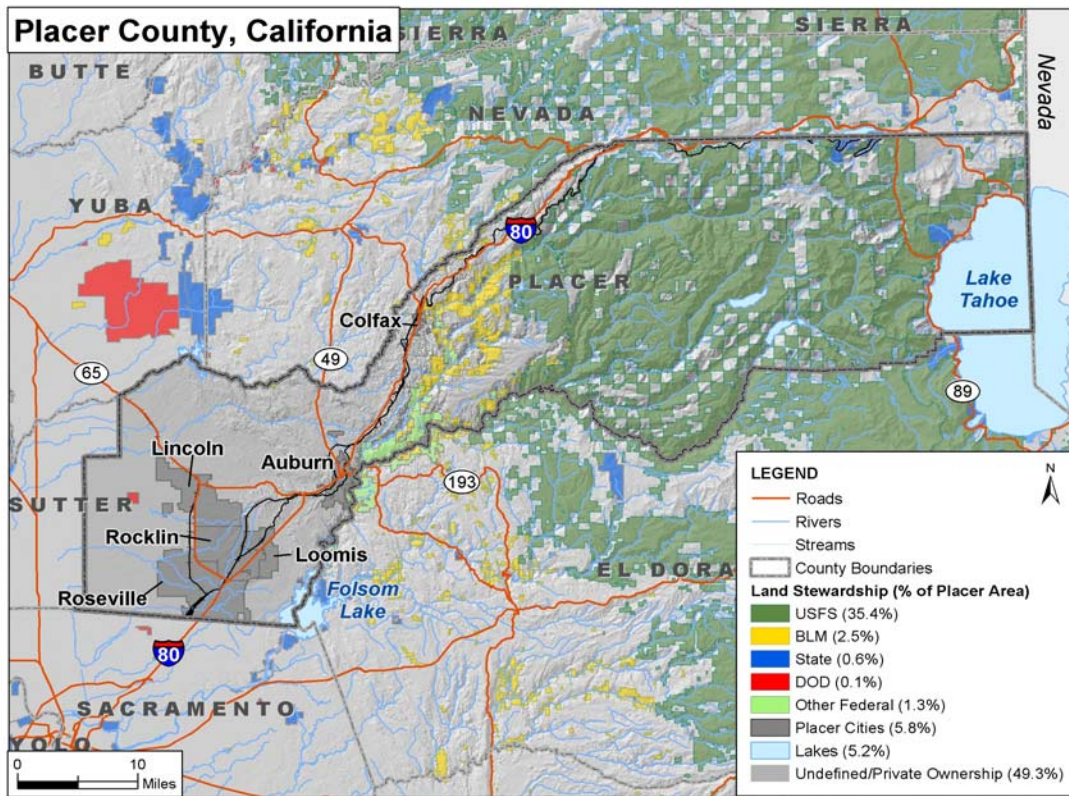 Placer County, California
SIERRA
SIERRA
Nevada
BUTTE
NEVADA
YUBA
80
PLACER
Lake
Tahoe
Colfax
49
65
89
Lincoln
Auburn
193
SUTTER
Rocklin
Loomis
Roseville
Folsom
Lake
EL DORA
80
SACRAMENTO
YOLO
0 10
Miles
LEGEND
N
Roads
Rivers
Streams
County Boundaries
Land Stewardship (% of Placer Area)
USFS (35.4%)
BLM (2.5%)
State (0.6%)
DOD (0.1%)
Other Federal (1.3%)
Placer Cities (5.8%)
Lakes (5.2%)
Undefined/Private Ownership (49.3%)